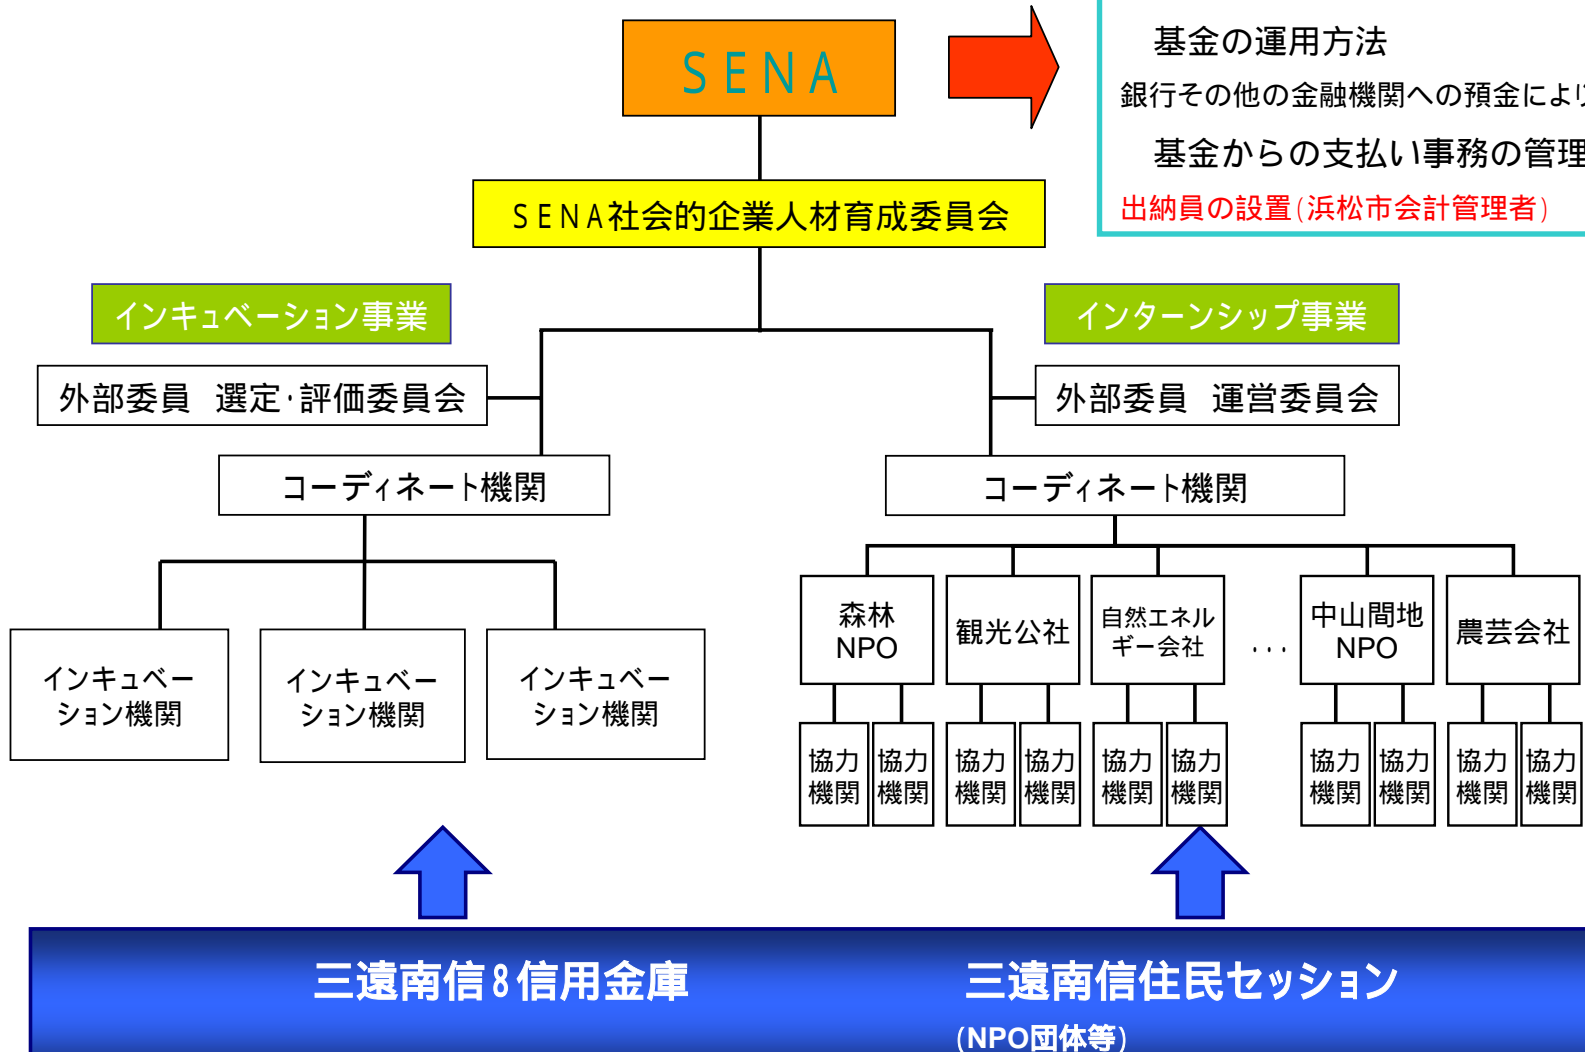 SENA
基金の運用方法
銀行その他の金融機関への預金により
基金からの支払い事務の管理
出納員の設置(浜松市会計管理者)
SENA社会的企業人材育成委員会
インキュベーション事業
インターンシップ事業
外部委員 選定・評価委員会
外部委員 運営委員会
コーディネート機関
コーディネート機関
インキュベー
ション機関
インキュベー
ション機関
インキュベー
ション機関
森林
NPO
観光公社
自然エネル
ギー会社
...
中山間地
NPO
農芸会社
協力
機関
協力
機関
協力
機関
協力
機関
協力
機関
協力
機関
協力
機関
協力
機関
協力
機関
協力
機関
三遠南信8信用金庫
三遠南信住民セッション
(NPO団体等)